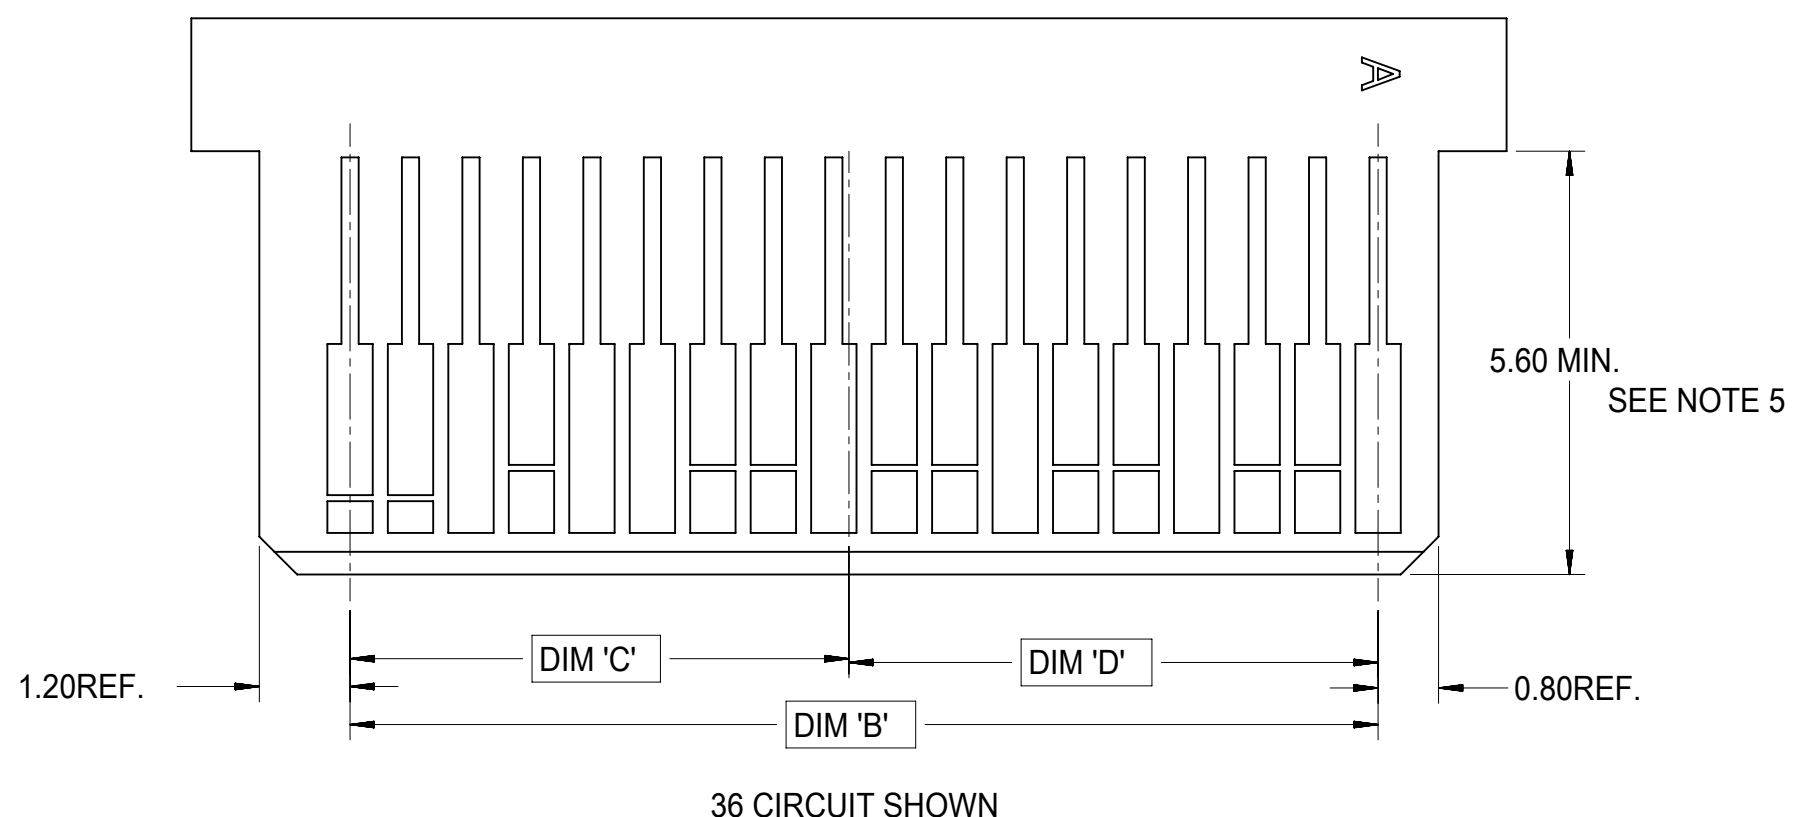 A
5.60 MIN.
SEE NOTE 5
DIM 'C'
DIM 'D'
1.20REF.
0.80REF.
DIM 'B'
36 CIRCUIT SHOWN